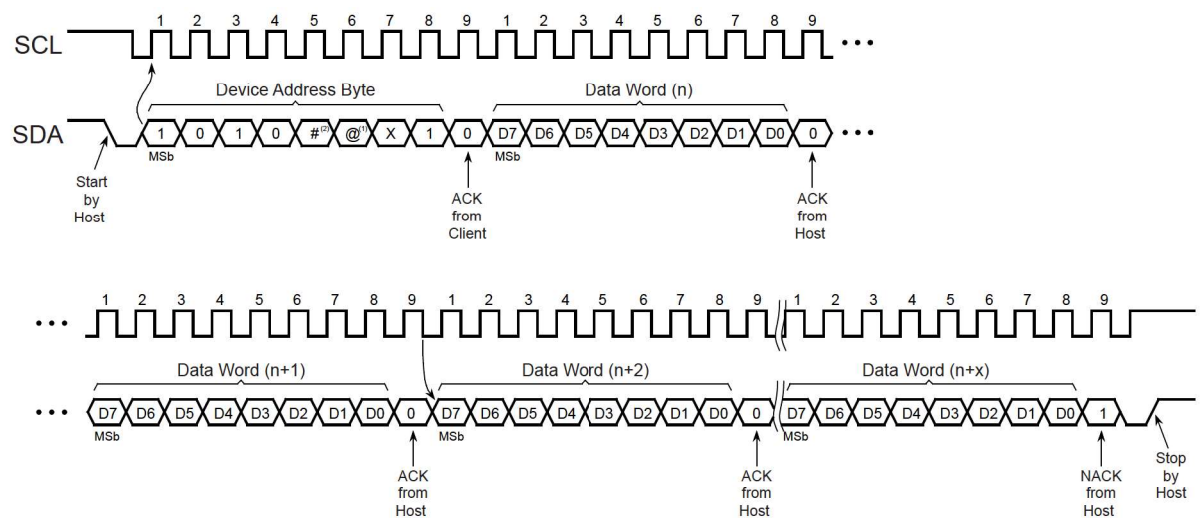 1 2 3 4 5 6 7 8 9 1 2 3 4 5 6 7 8 9
SCL
• • •
Device Address Byte Data Word (n)
SDA
1 0 1 0 #(2) @(1) X 1 0 D7 D6 D5 D4 D3 D2 D1 D0 0
• • •
MSb MSb
Start
by
Host
ACK
from
Client
ACK
from
Host
1 2 3 4 5 6 7 8 9 1 2 3 4 5 6 7 8 9 1 2 3 4 5 6 7 8 9
• • •
Data Word (n+1) Data Word (n+2) Data Word (n+x)
• • •
D7 D6 D5 D4 D3 D2 D1 D0 0 D7 D6 D5 D4 D3 D2 D1 D0 0 D7 D6 D5 D4 D3 D2 D1 D0 1
MSb MSb MSb
ACK
from
Host
ACK
from
Host
NACK
from
Host
Stop
by
Host